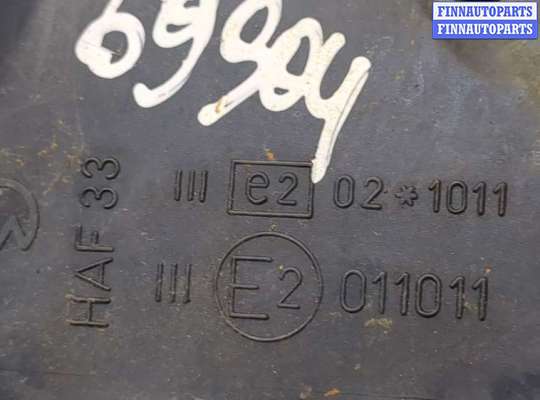 FINNAUTOPARTS
FINNAUTOPARTS
69904
HAF 33
III e2 02*1011
III E2 011011